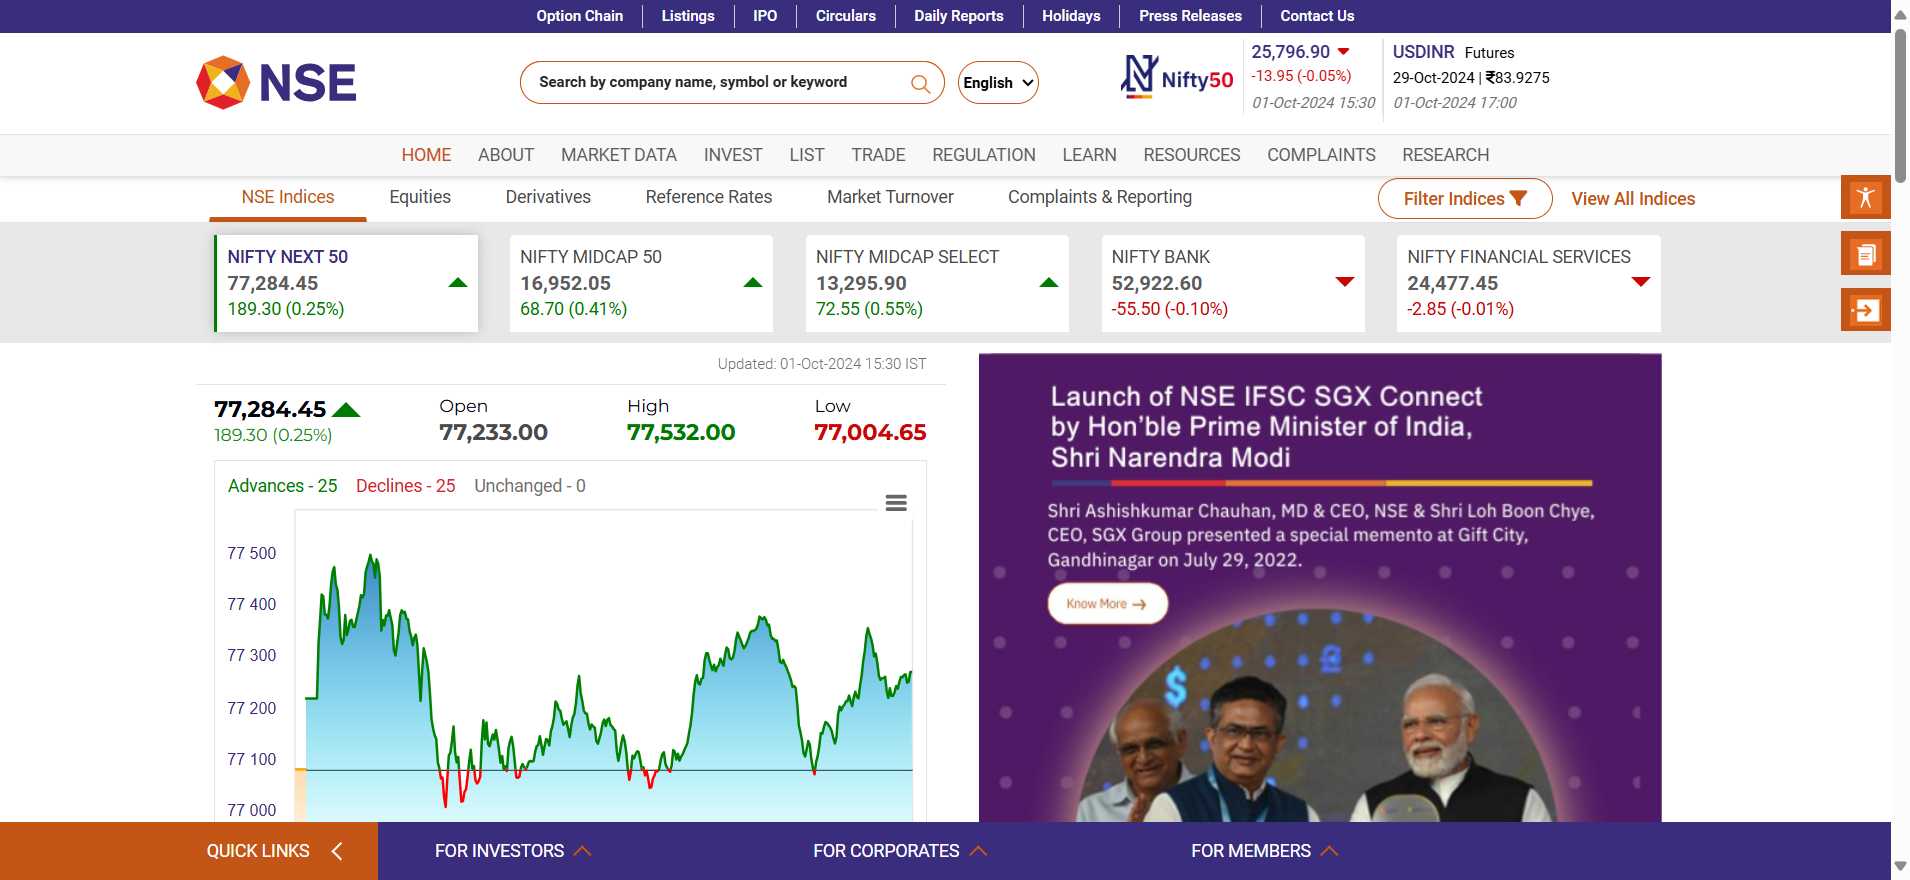 Option Chain
Listings
IPO
Circulars
Daily Reports
Holidays
Press Releases
Contact Us
NSE
Search by company name, symbol or keyword
English
Nifty50
25,796.90
-13.95 (-0.05%)
01-Oct-2024 15:30
USDINR Futures
29-Oct-2024 | ₹83.9275
01-Oct-2024 17:00
HOME
ABOUT
MARKET DATA
INVEST
LIST
TRADE
REGULATION
LEARN
RESOURCES
COMPLAINTS
RESEARCH
NSE Indices
Equities
Derivatives
Reference Rates
Market Turnover
Complaints & Reporting
Filter Indices
View All Indices
NIFTY NEXT 50
77,284.45
189.30 (0.25%)
NIFTY MIDCAP 50
16,952.05
68.70 (0.41%)
NIFTY MIDCAP SELECT
13,295.90
72.55 (0.55%)
NIFTY BANK
52,922.60
-55.50 (-0.10%)
NIFTY FINANCIAL SERVICES
24,477.45
-2.85 (-0.01%)
Updated: 01-Oct-2024 15:30 IST
77,284.45
189.30 (0.25%)
Open
77,233.00
High
77,532.00
Low
77,004.65
Advances - 25
Declines - 25
Unchanged - 0
77 500
77 400
77 300
77 200
77 100
77 000
Launch of NSE IFSC SGX Connect
by Hon'ble Prime Minister of India,
Shri Narendra Modi
Shri Ashishkumar Chauhan, MD & CEO, NSE & Shri Loh Boon Chye,
CEO, SGX Group presented a special memento at Gift City,
Gandhinagar on July 29, 2022.
Know More →
$
QUICK LINKS
FOR INVESTORS
FOR CORPORATES
FOR MEMBERS